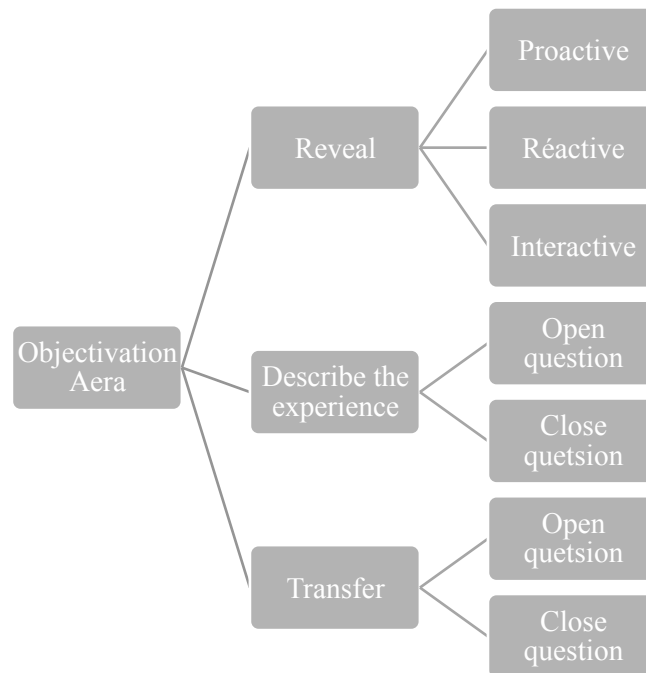 Objectivation
Aera
Reveal
Proactive
Réactive
Interactive
Describe the
experience
Open
question
Close
quetsion
Transfer
Open
quetsion
Close
question